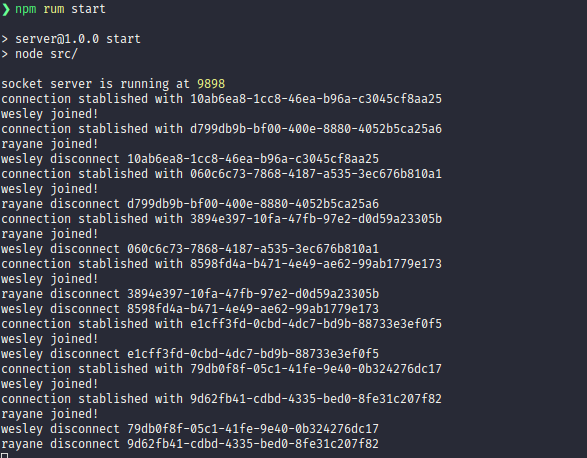 ❯ npm rum start
> server@1.0.0 start
> node src/
socket server is running at 9898
connection stablished with 10ab6ea8-1cc8-46ea-b96a-c3045cf8aa25
wesley joined!
connection stablished with d799db9b-bf00-400e-8880-4052b5ca25a6
rayane joined!
wesley disconnect 10ab6ea8-1cc8-46ea-b96a-c3045cf8aa25
connection stablished with 060c6c73-7868-4187-a535-3ec676b810a1
wesley joined!
rayane disconnect d799db9b-bf00-400e-8880-4052b5ca25a6
connection stablished with 3894e397-10fa-47fb-97e2-d0d59a23305b
rayane joined!
wesley disconnect 060c6c73-7868-4187-a535-3ec676b810a1
connection stablished with 8598fd4a-b471-4e49-ae62-99ab1779e173
wesley joined!
rayane disconnect 3894e397-10fa-47fb-97e2-d0d59a23305b
wesley disconnect 8598fd4a-b471-4e49-ae62-99ab1779e173
connection stablished with e1cff3fd-0cbd-4dc7-bd9b-88733e3ef0f5
wesley joined!
wesley disconnect e1cff3fd-0cbd-4dc7-bd9b-88733e3ef0f5
connection stablished with 79db0f8f-05c1-41fe-9e40-0b324276dc17
wesley joined!
connection stablished with 9d62fb41-cdbd-4335-bed0-8fe31c207f82
rayane joined!
wesley disconnect 79db0f8f-05c1-41fe-9e40-0b324276dc17
rayane disconnect 9d62fb41-cdbd-4335-bed0-8fe31c207f82